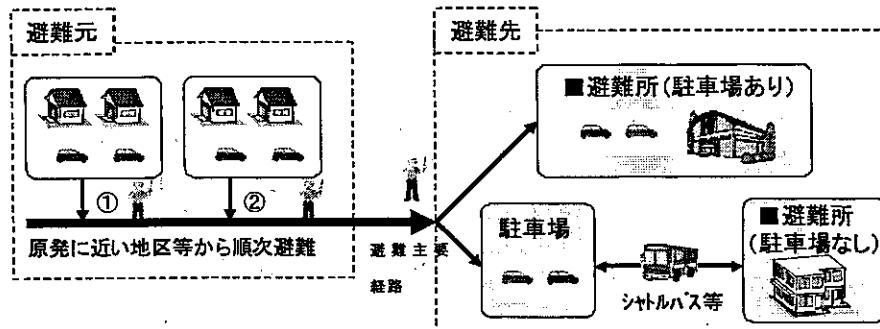 避難元
避難先
①
②
原発に近い地区等から順次避難
避難主要
経路
■避難所(駐車場あり)
駐車場
シャトルバス等
■避難所
(駐車場なし)